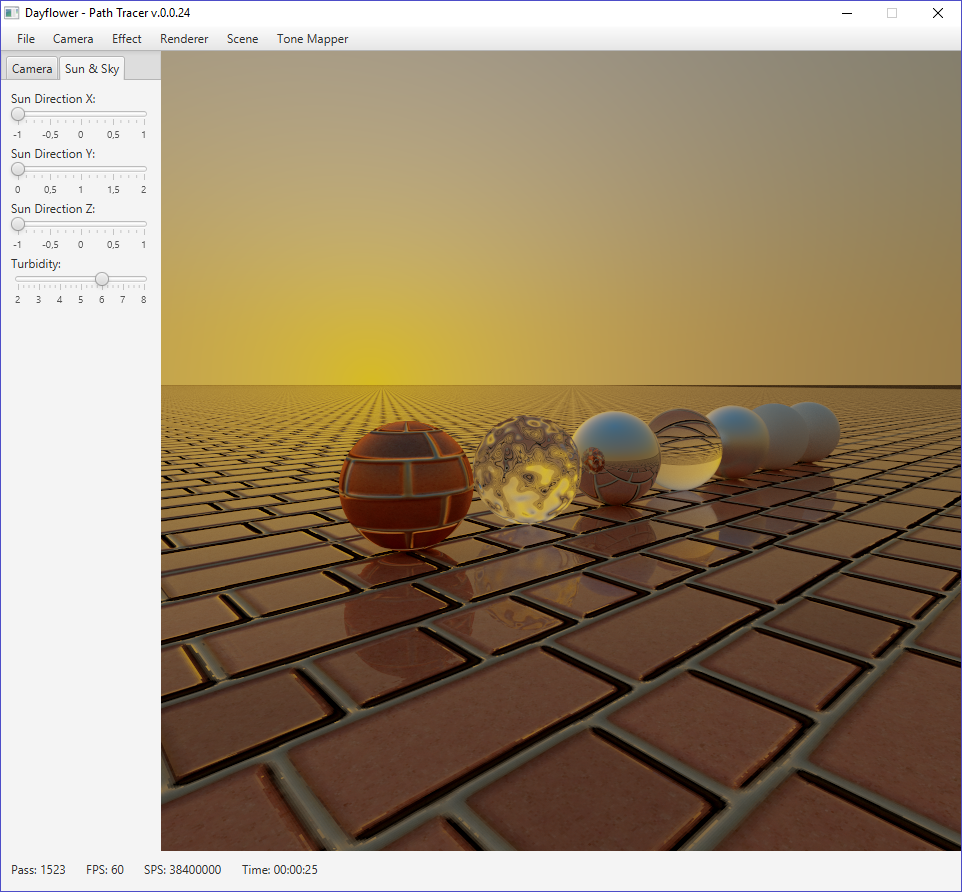 Dayflower - Path Tracer v.0.0.24
File Camera Effect Renderer Scene Tone Mapper
Camera Sun & Sky
Sun Direction X:
-1 -0,5 0 0,5 1
Sun Direction Y:
0 0,5 1 1,5 2
Sun Direction Z:
-1 -0,5 0 0,5 1
Turbidity:
2 3 4 5 6 7 8
Pass: 1523 FPS: 60 SPS: 38400000 Time: 00:00:25